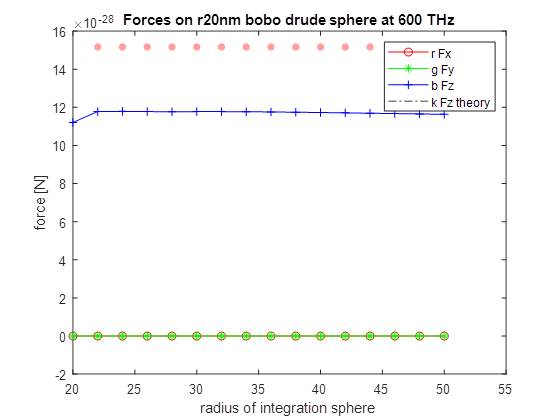 ×10-28
Forces on r20nm bobo drude sphere at 600 THz
16
14
12
10
8
6
4
2
0
-2
force [N]
r Fx
g Fy
b Fz
k Fz theory
20 25 30 35 40 45 50 55
radius of integration sphere